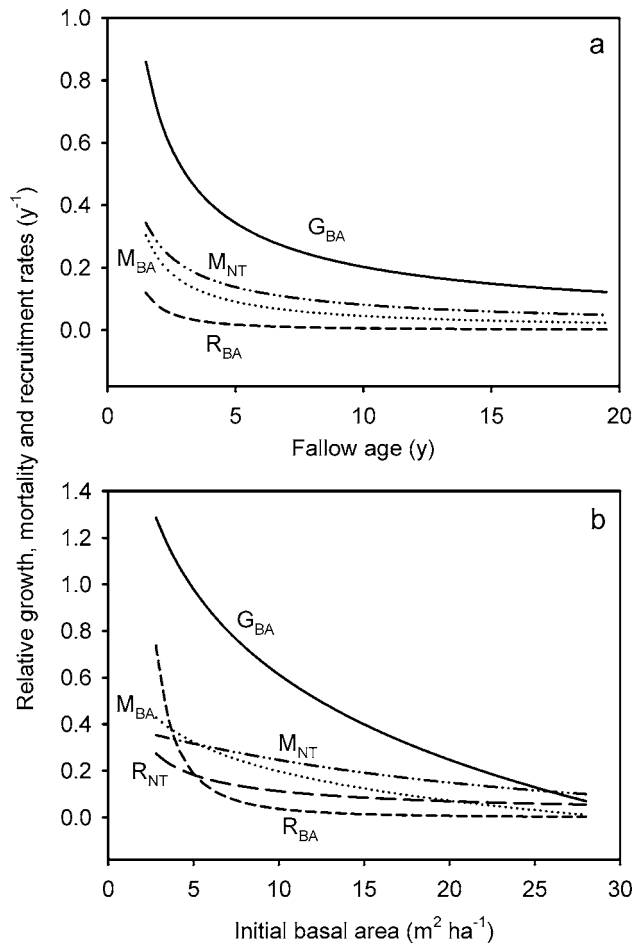 Relative growth, mortality and recruitment rates (y⁻¹)
a
1.0
0.8
0.6
0.4
0.2
0.0
G_BA
M_BA
M_NT
R_BA
0 5 10 15 20
Fallow age (y)
b
1.4
1.2
1.0
0.8
0.6
0.4
0.2
0.0
G_BA
M_BA
M_NT
R_NT
R_BA
0 5 10 15 20 25 30
Initial basal area (m² ha⁻¹)